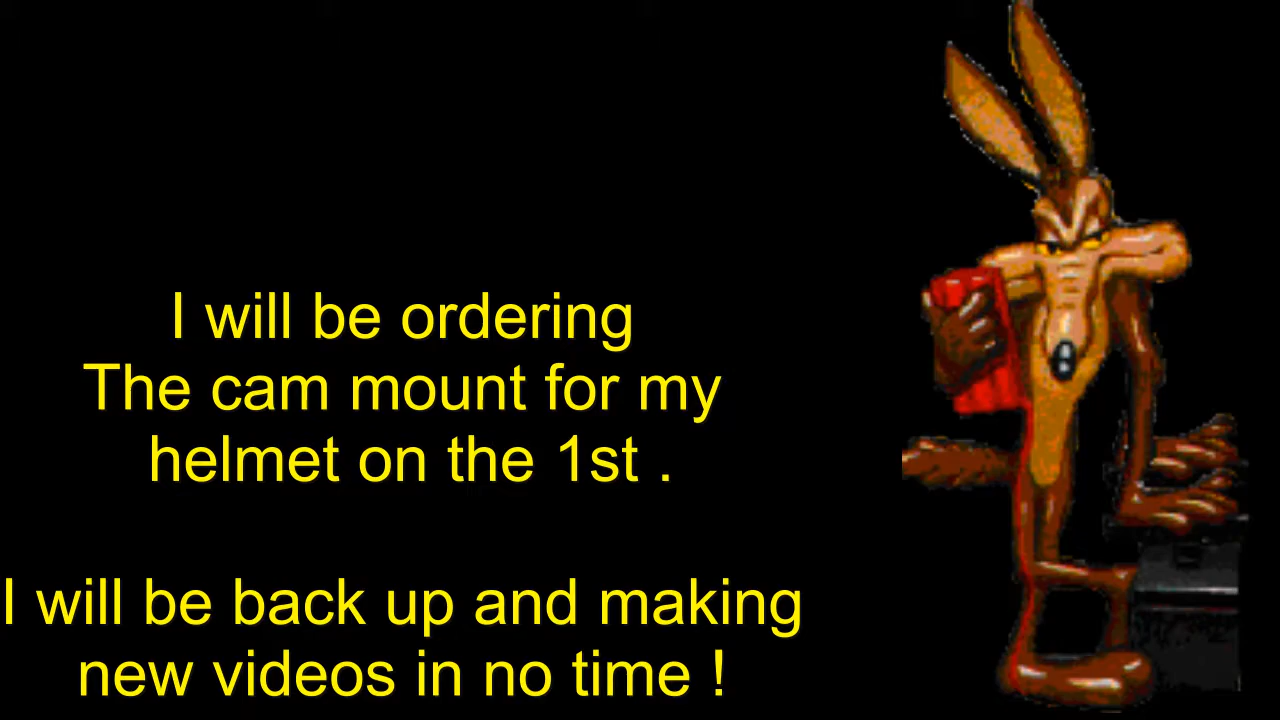 I will be ordering
The cam mount for my
helmet on the 1st .
I will be back up and making
new videos in no time !